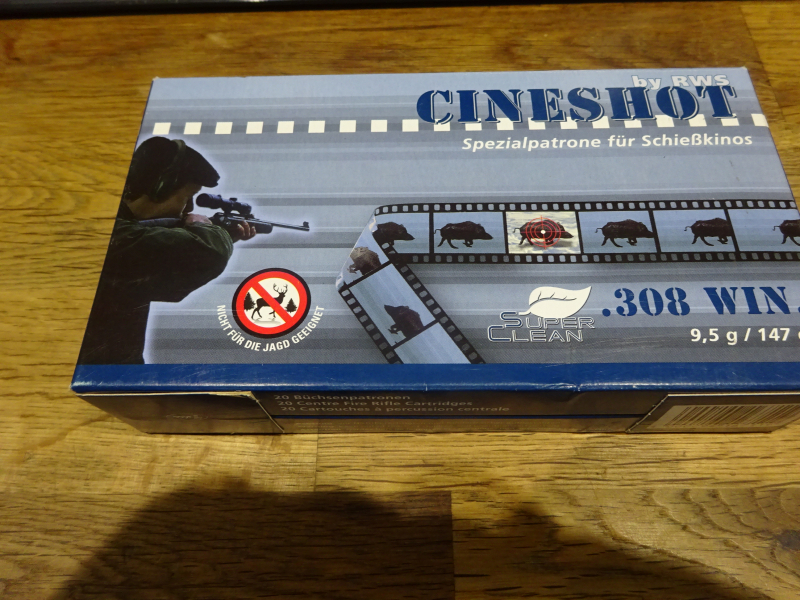 by RWS
CINESHOT
Spezialpatrone für Schießkinos
NICHT FÜR DIE JAGD GEEIGNET
SUPER
CLEAN
.308 WIN.
9,5 g / 147
20 Büchsenpatronen
20 Centre Fire Rifle Cartridges
20 Cartouches à percussion centrale